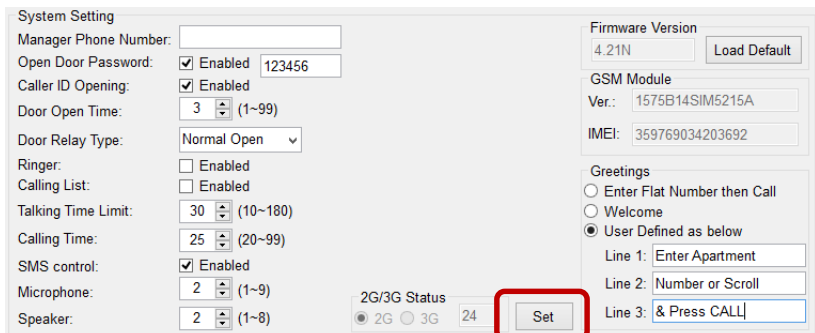 System Setting
Manager Phone Number:
Open Door Password: Enabled 123456
Caller ID Opening: Enabled
Door Open Time: 3 (1~99)
Door Relay Type: Normal Open
Ringer: Enabled
Calling List: Enabled
Talking Time Limit: 30 (10~180)
Calling Time: 25 (20~99)
SMS control: Enabled
Microphone: 2 (1~9)
Speaker: 2 (1~8)
2G/3G Status
2G 3G 24
Set
Firmware Version
4.21N Load Default
GSM Module
Ver.: 1575B14SIM5215A
IMEI: 359769034203692
Greetings
Enter Flat Number then Call
Welcome
User Defined as below
Line 1: Enter Apartment
Line 2: Number or Scroll
Line 3: & Press CALL